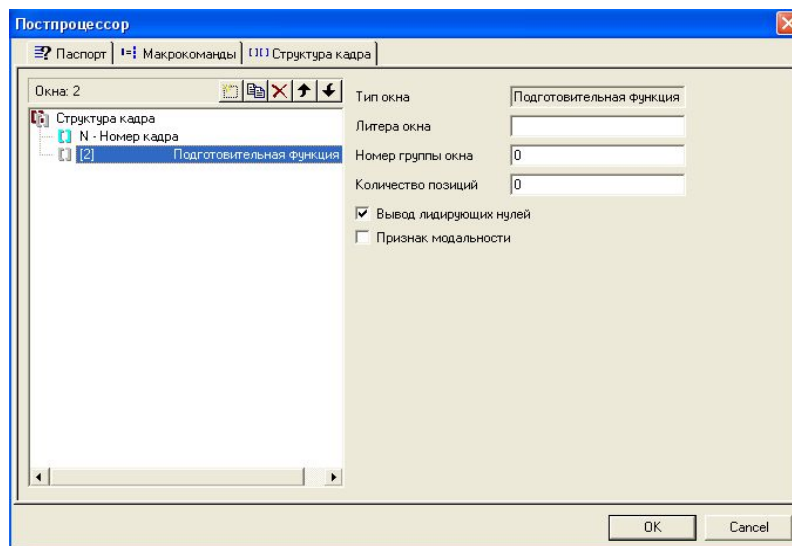 Постпроцессор
Паспорт Макрокоманды Структура кадра
Окна: 2
Структура кадра
N - Номер кадра
[2] Подготовительная функция
Тип окна Подготовительная функция
Литера окна
Номер группы окна 0
Количество позиций 0
Вывод лидирующих нулей
Признак модальности
OK Cancel